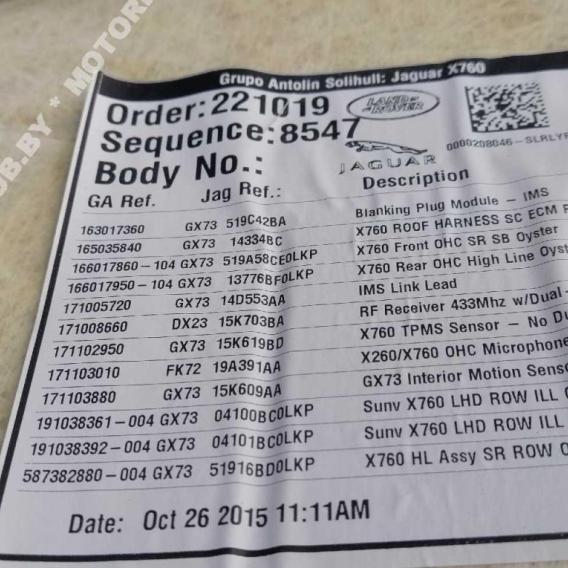 Grupo Antolin Solihull: Jaguar X760
Order:221019
LAND ROVER
Sequence:8547
JAGUAR
0000208046-SLRLYF
Body No.:
GA Ref. Jag Ref.: Description
163017360 GX73 519C42BA Blanking Plug Module - IMS
165035840 GX73 14334BC X760 ROOF HARNESS SC ECM
166017860-104 GX73 519A58CE0LKP X760 Front OHC SR SB Oyster
166017950-104 GX73 13776BF0LKP X760 Rear OHC High Line
171005720 GX73 14D553AA IMS Link Lead
171008660 DX23 15K703BA RF Receiver 433Mhz w/Dual-
171102950 GX73 15K619BD X760 TPMS Sensor - No
171103010 FK72 19A391AA X260/X760 OHC Microphone
171103880 GX73 15K609AA GX73 Interior Motion
191038361-004 GX73 04100BC0LKP Sunv X760 LHD ROW ILL
191038392-004 GX73 04101BC0LKP Sunv X760 LHD ROW ILL
587382880-004 GX73 51916BD0LKP X760 HL Assy SR ROW
Date: Oct 26 2015 11:11AM